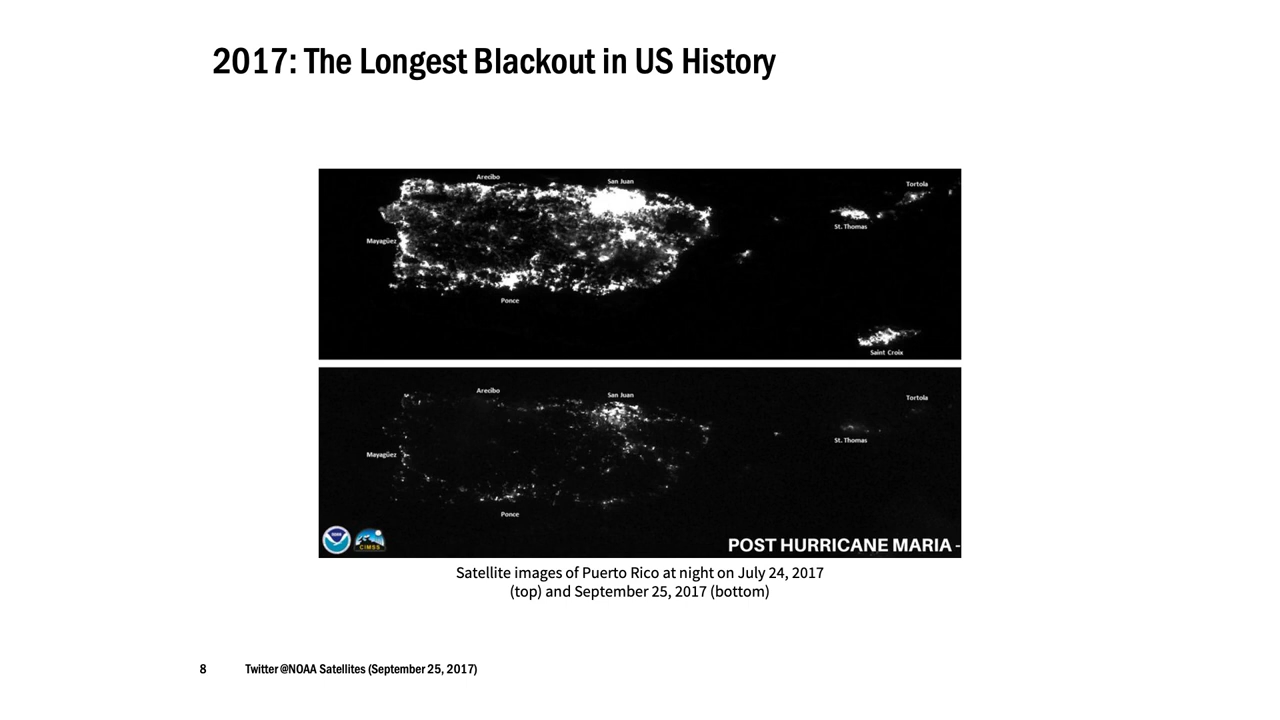 2017: The Longest Blackout in US History
Arecibo
San Juan
Tortola
St. Thomas
Mayagüez
Ponce
Saint Croix
Arecibo
San Juan
Tortola
St. Thomas
Mayagüez
Ponce
CIMSS
POST HURRICANE MARIA -
Satellite images of Puerto Rico at night on July 24, 2017
(top) and September 25, 2017 (bottom)
8 Twitter @NOAA Satellites (September 25, 2017)